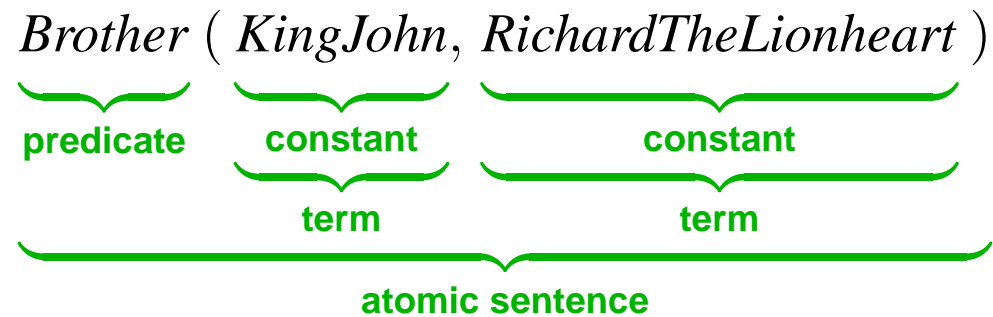 Brother ( KingJohn, RichardTheLionheart )
predicate constant constant
term term
atomic sentence